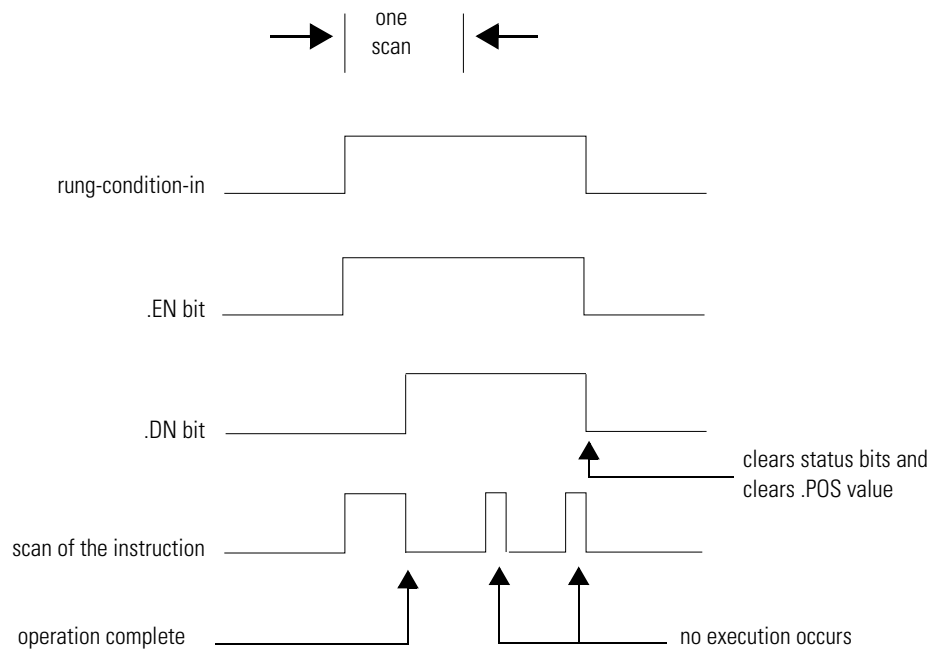 one
scan
rung-condition-in
.EN bit
.DN bit
clears status bits and
clears .POS value
scan of the instruction
operation complete
no execution occurs